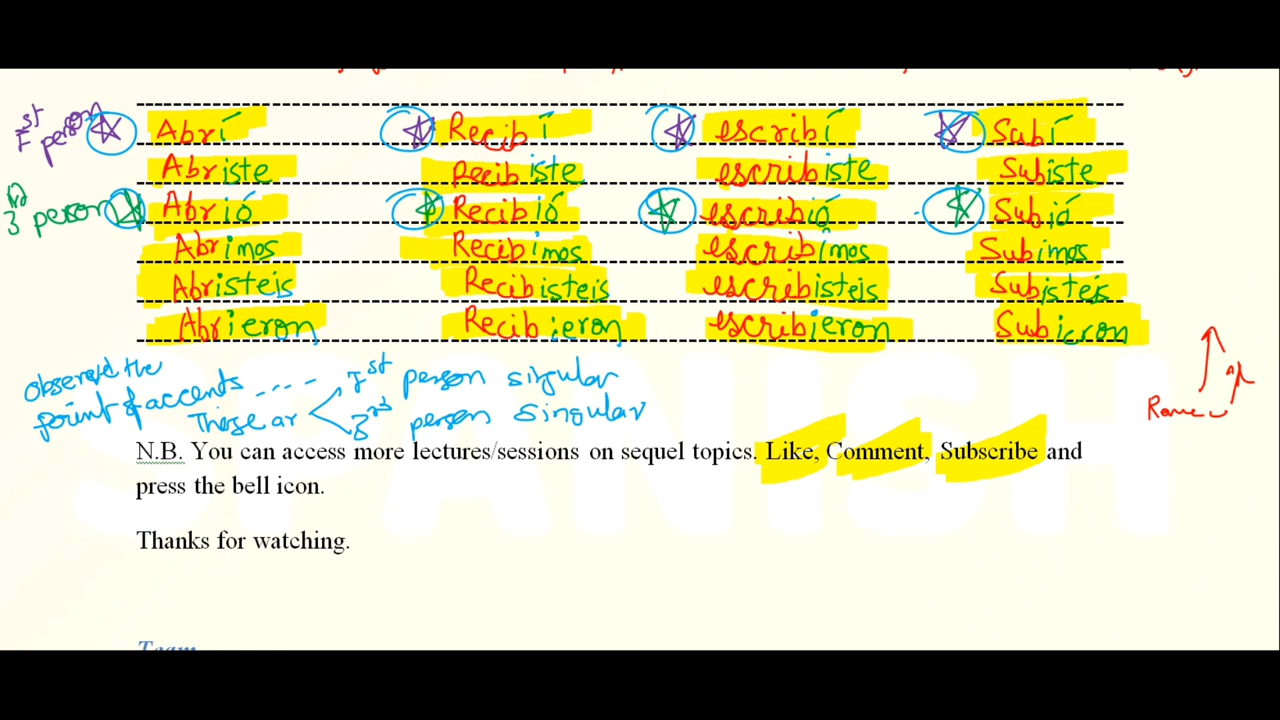 1st person Abrí Recibí escribí Subí
Abriste Recibiste escribiste Subiste
3rd person Abrió Recibió escribió Subió
Abrimos Recibimos escribimos Subimos
Abristeis Recibisteis escribisteis Subisteis
Abrieron Recibieron escribieron Subieron
the
point of accents .... 1st person singular
These ar 3rd person singular
N.B. You can access more lectures/sessions on sequel topics. Like, Comment, Subscribe and
press the bell icon.
Thanks for watching.
SPANISH
Team